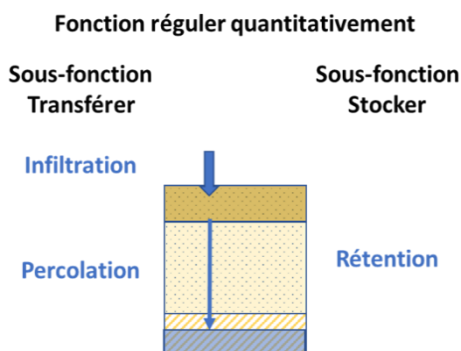 Fonction réguler quantitativement
Sous-fonction
Transférer
Sous-fonction
Stocker
Infiltration
Percolation
Rétention